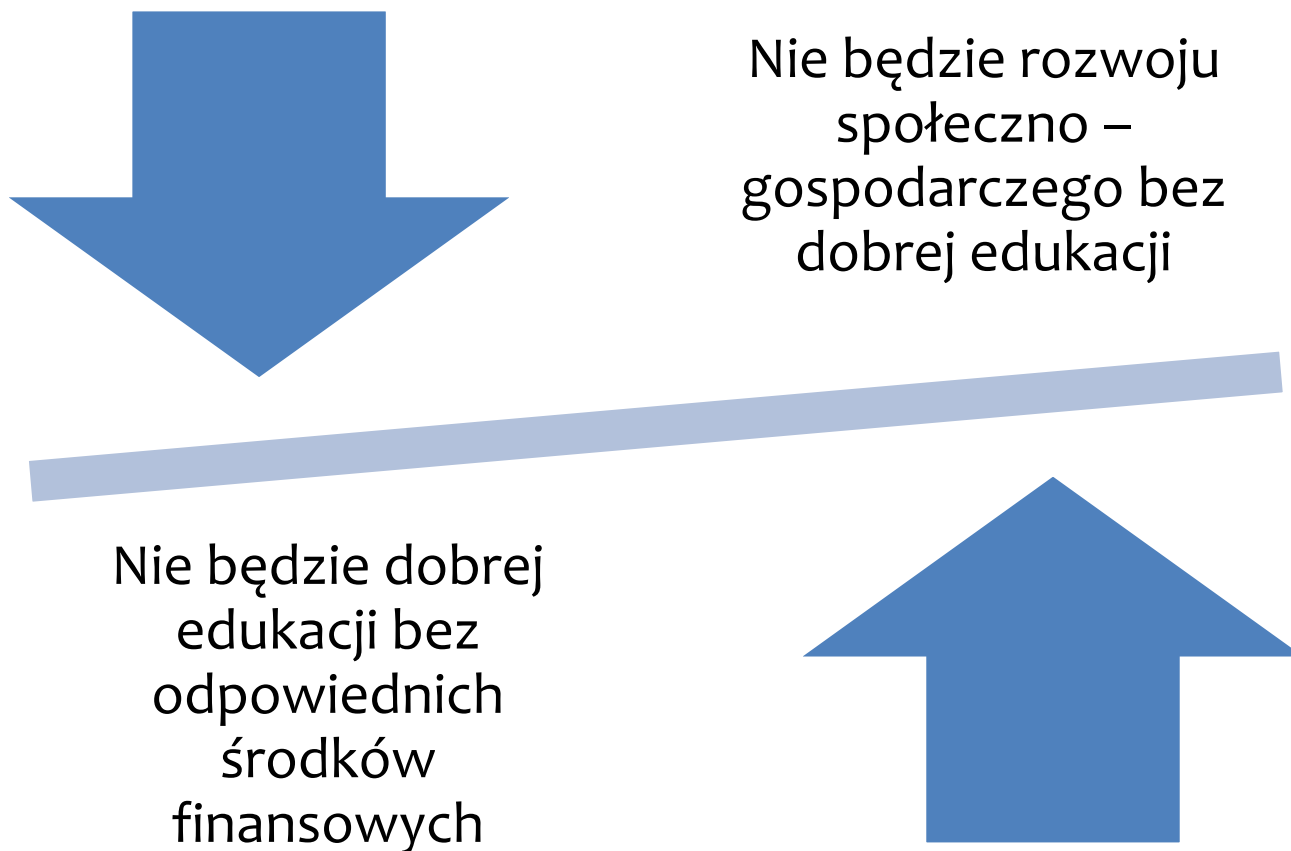 Nie będzie rozwoju
społeczno –
gospodarczego bez
dobrej edukacji
Nie będzie dobrej
edukacji bez
odpowiednich
środków
finansowych